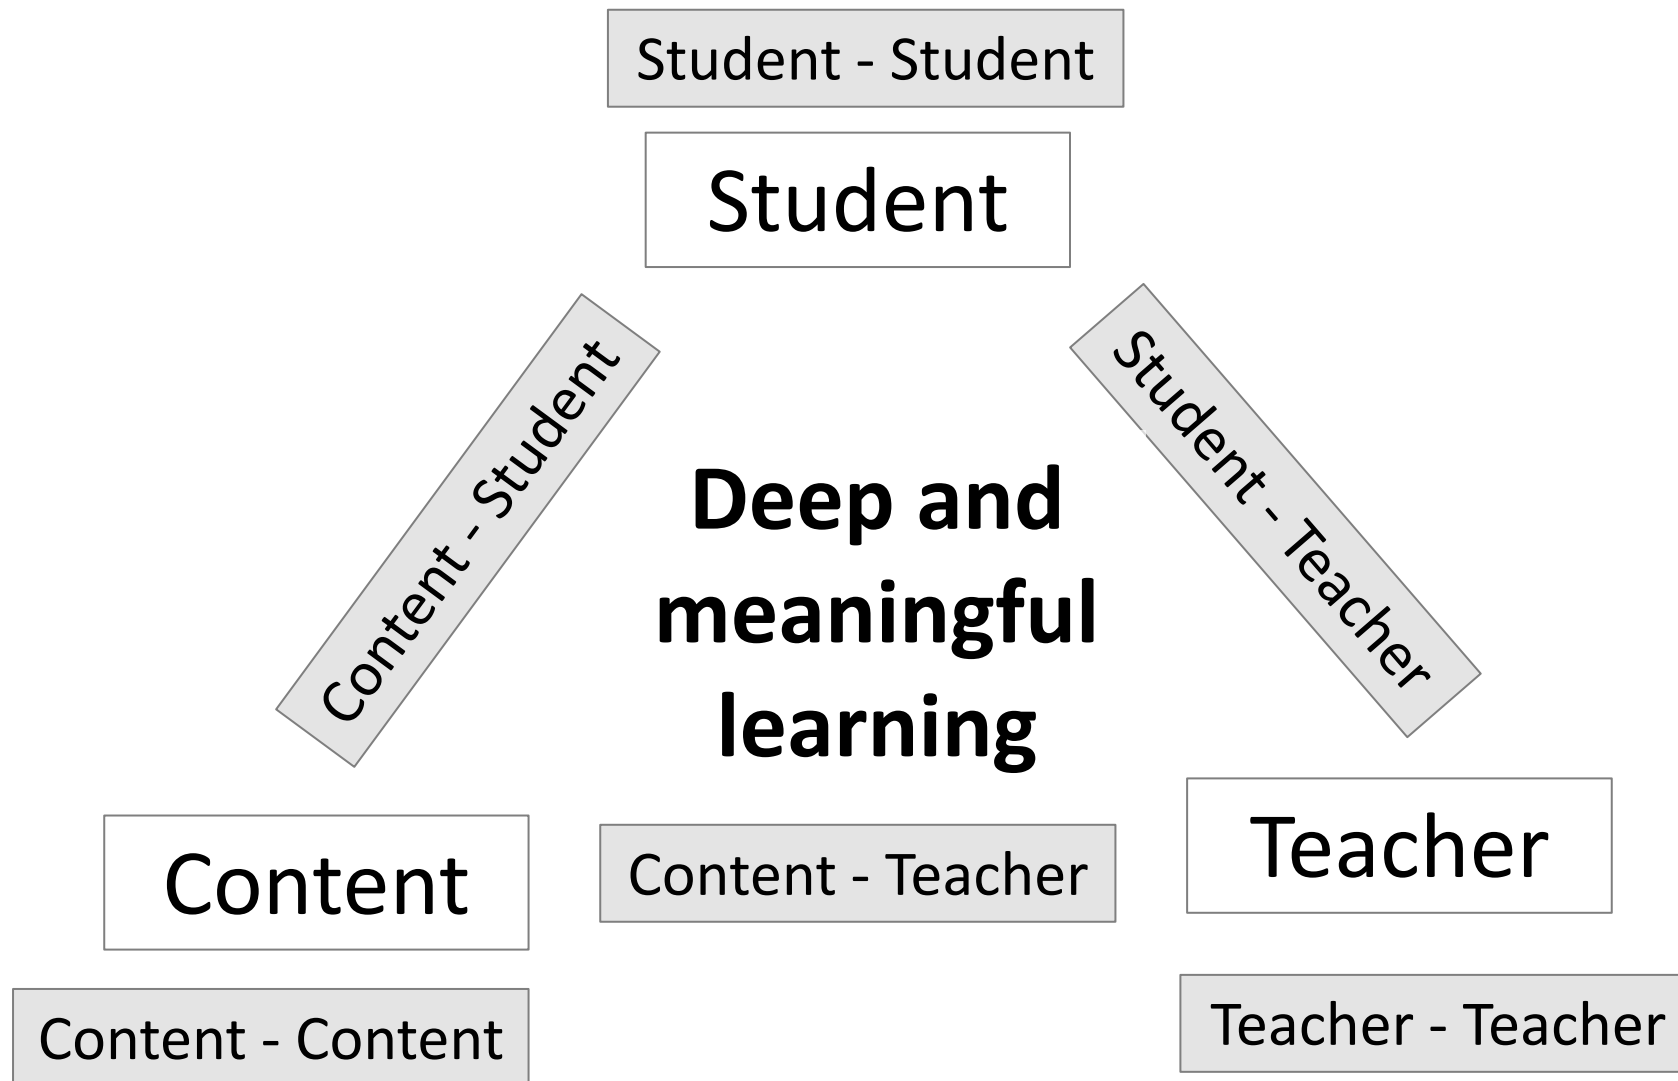 Student - Student
Student
Content - Student
Student - Teacher
Deep and
meaningful
learning
Content
Content - Teacher
Teacher
Content - Content
Teacher - Teacher